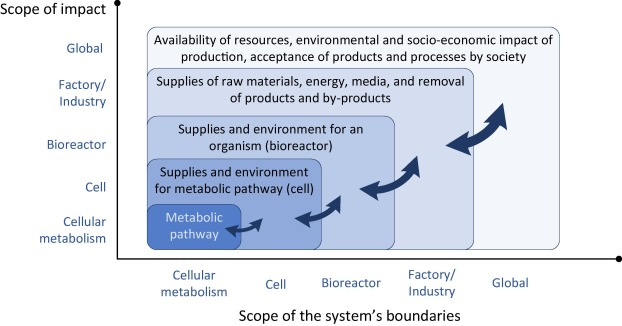 Scope of impact
Global
Availability of resources, environmental and socio-economic impact of
production, acceptance of products and processes by society
Factory/
Industry
Supplies of raw materials, energy, media, and removal
of products and by-products
Bioreactor
Supplies and environment for an
organism (bioreactor)
Cell
Supplies and environment
for metabolic pathway (cell)
Cellular
metabolism
Metabolic
pathway
Cellular
metabolism
Cell
Bioreactor
Factory/
Industry
Global
Scope of the system's boundaries